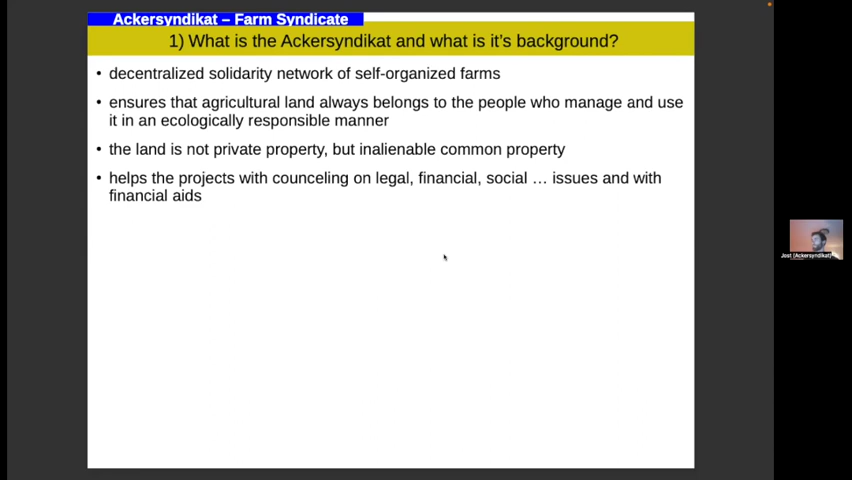 Ackersyndikat – Farm Syndicate
1) What is the Ackersyndikat and what is it's background?
• decentralized solidarity network of self-organized farms
• ensures that agricultural land always belongs to the people who manage and use
it in an ecologically responsible manner
• the land is not private property, but inalienable common property
• helps the projects with counceling on legal, financial, social … issues and with
financial aids
Jost (Ackersyndikat)